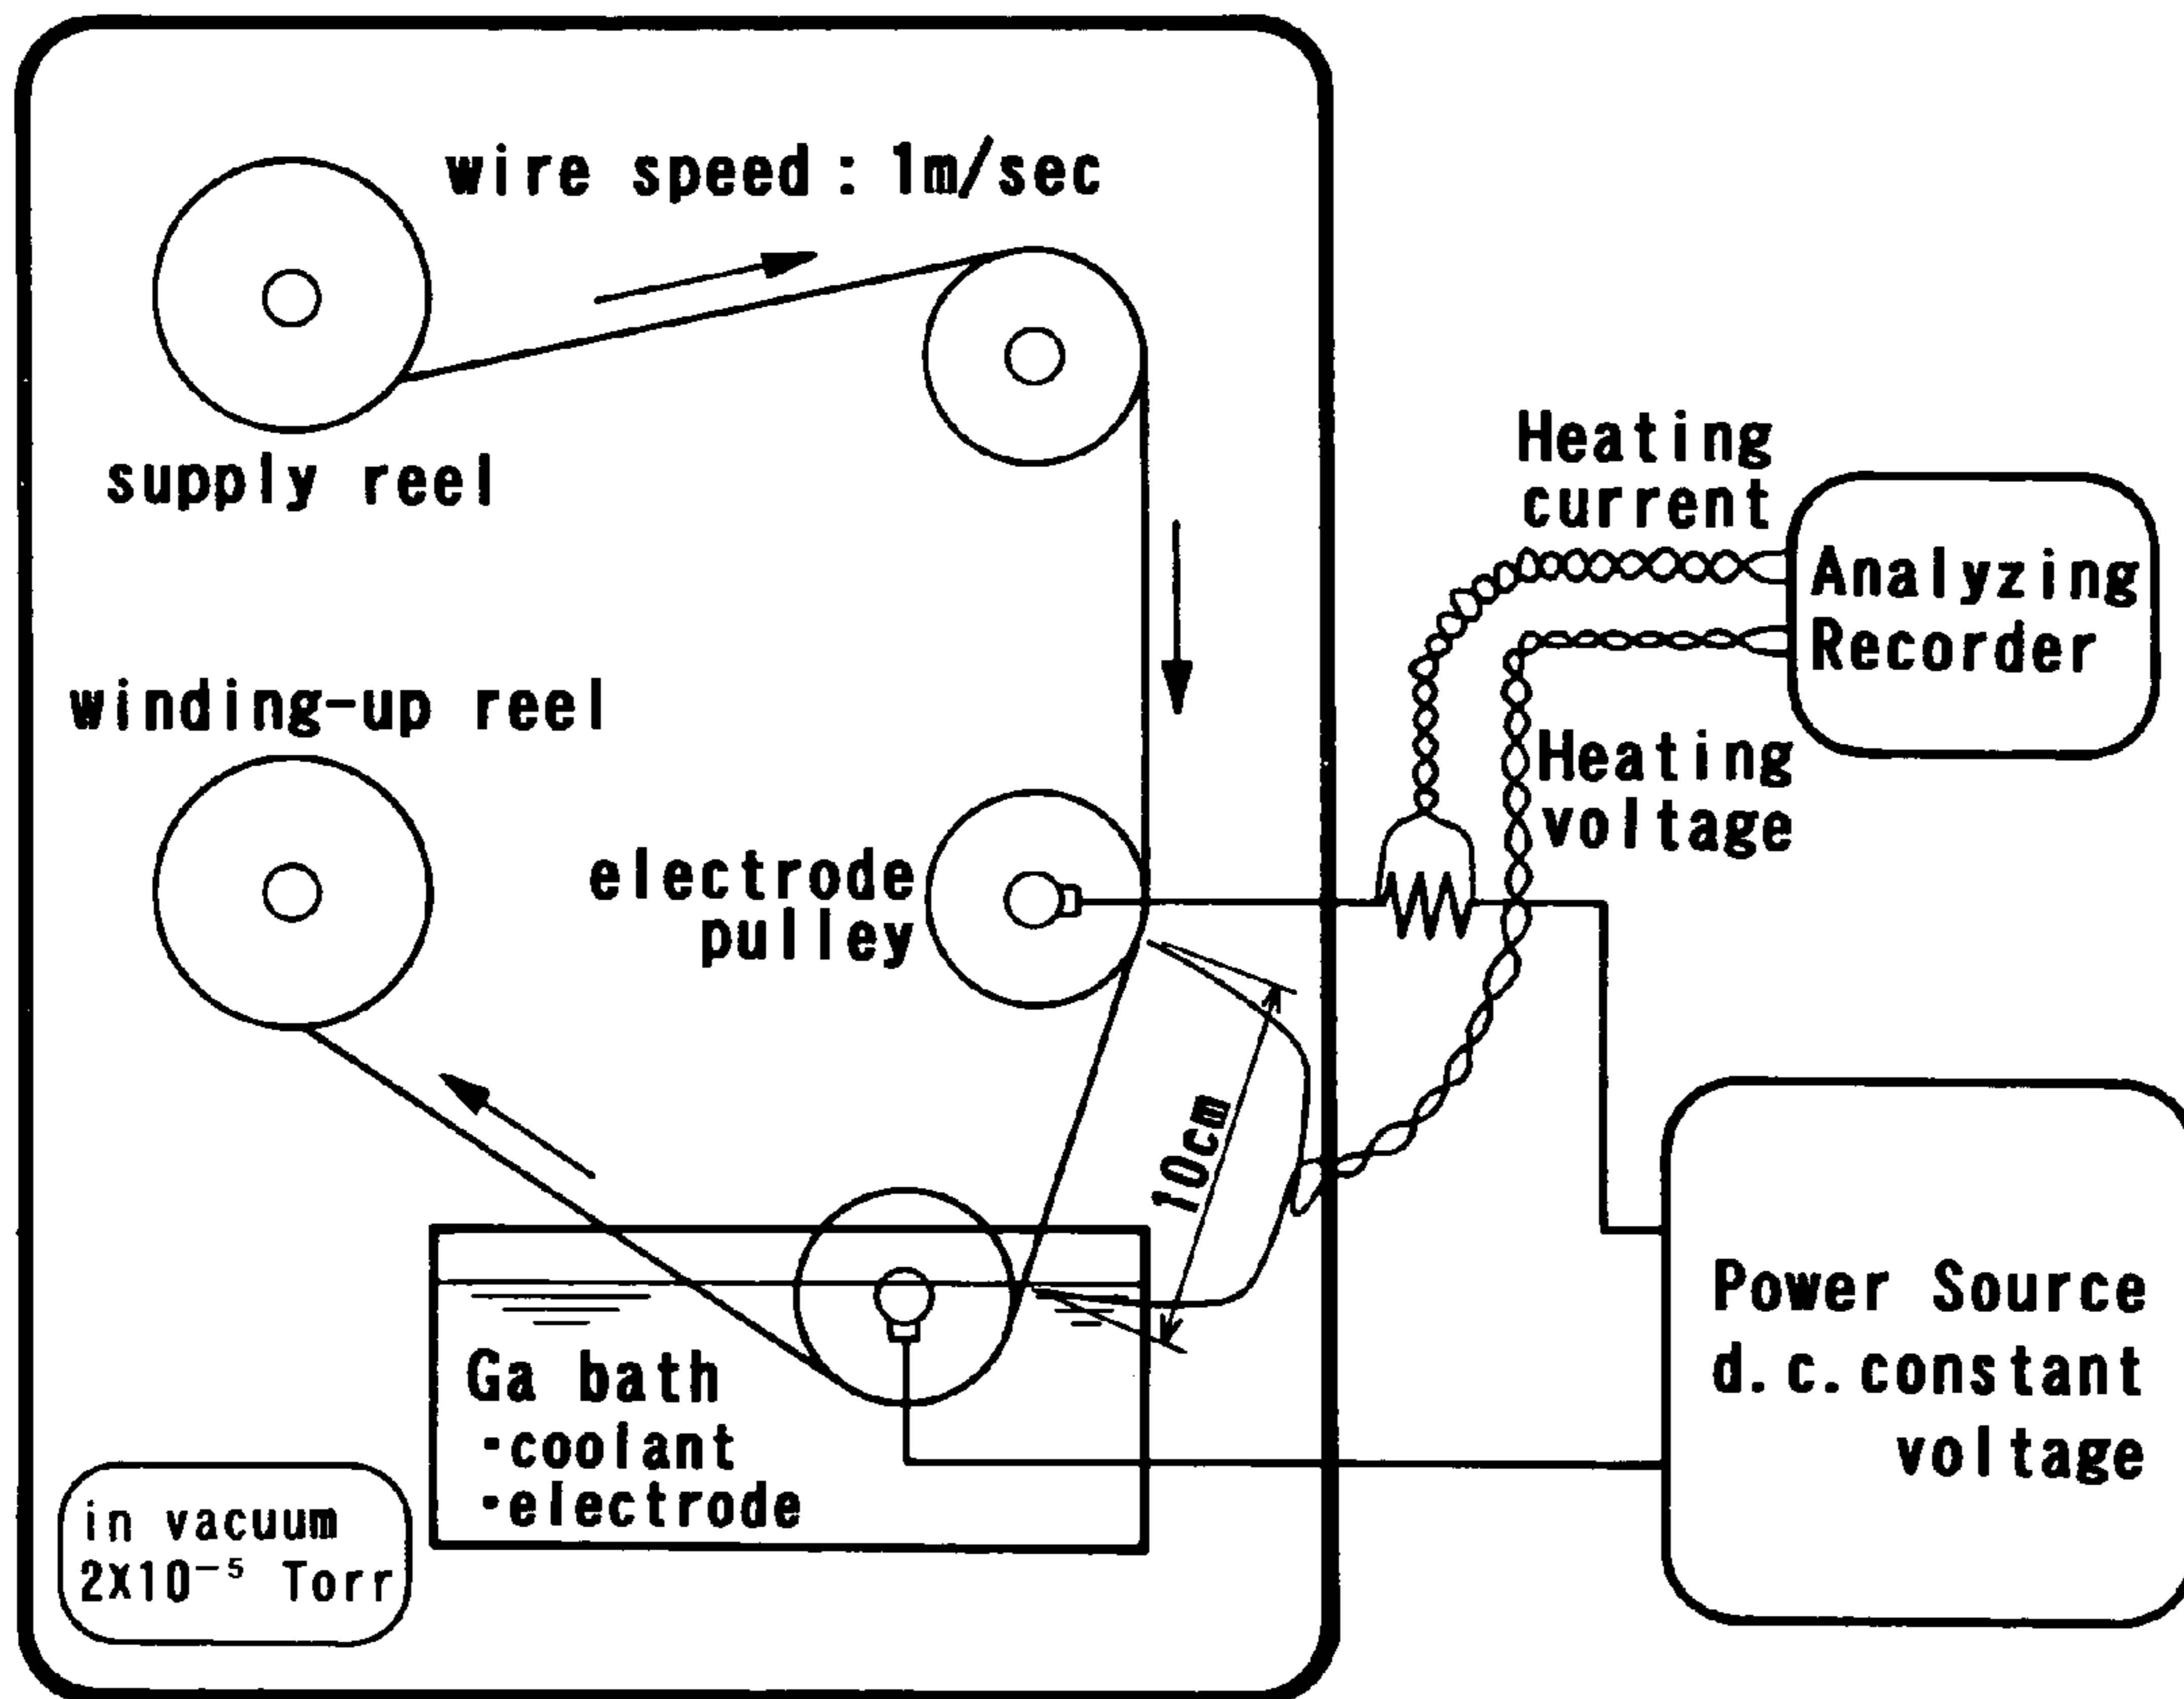 wire speed : 1m/sec
supply reel
Heating
current
Analyzing
Recorder
winding-up reel
Heating
voltage
electrode
pulley
10cm
Power Source
d.c.constant
voltage
Ga bath
・coolant
・electrode
in vacuum
2X10⁻⁵ Torr